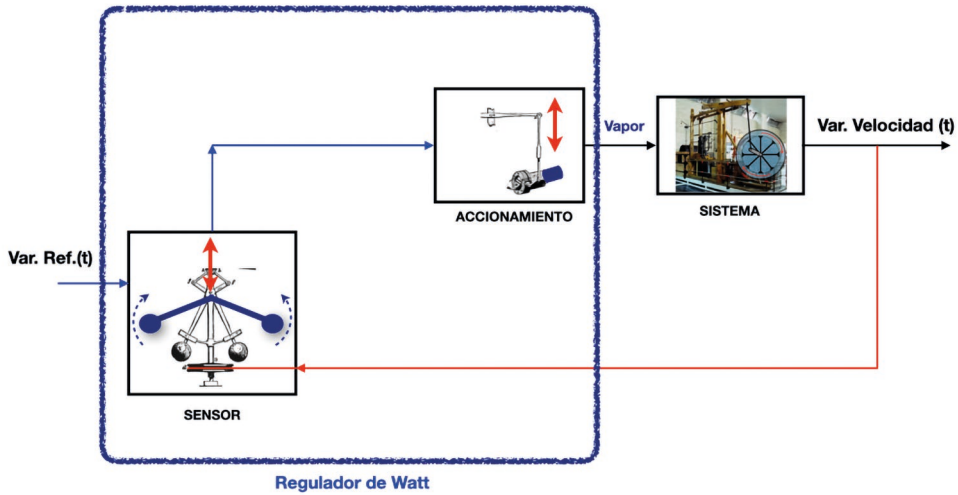 Vapor
Var. Velocidad (t)
ACCIONAMIENTO
SISTEMA
Var. Ref.(t)
SENSOR
Regulador de Watt